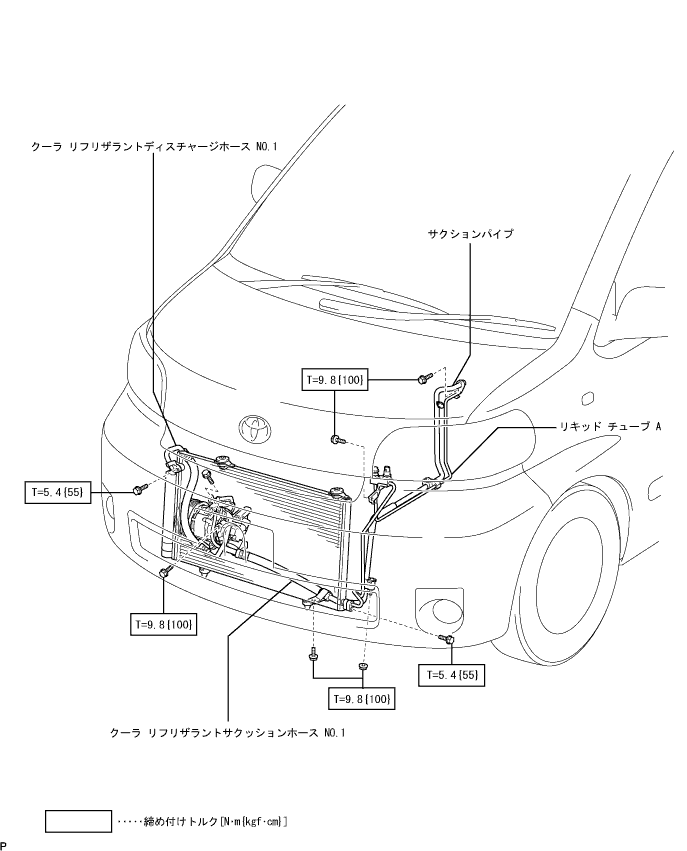 クーラ リフリザラントディスチャージホース NO.1
サクションパイプ
T=9.8{100}
リキッド チューブ A
T=5.4{55}
T=9.8{100}
T=5.4{55}
T=9.8{100}
クーラ リフリザラントサクッションホース NO.1
‥‥‥締め付けトルク[N·m{kgf·cm}]
P